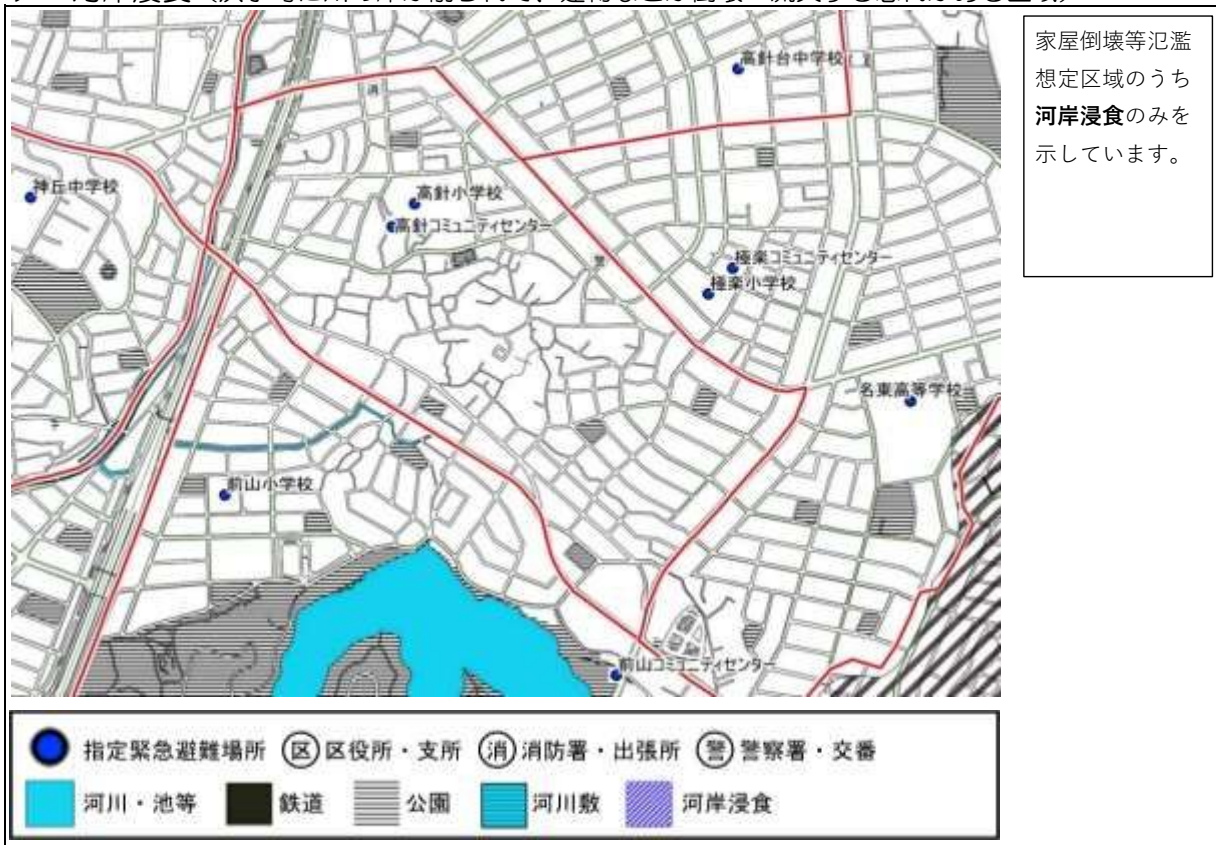 家屋倒壊等氾濫
想定区域のうち
河岸浸食のみを
示しています。
高針台中学校
消
神丘中学校
高針小学校
高針コミュニティセンター
警
極楽コミュニティセンター
極楽小学校
名東高等学校
前山小学校
前山コミュニティセンター
指定緊急避難場所 区 区役所・支所 消 消防署・出張所 警 警察署・交番
河川・池等 鉄道 公園 河川敷 河岸浸食